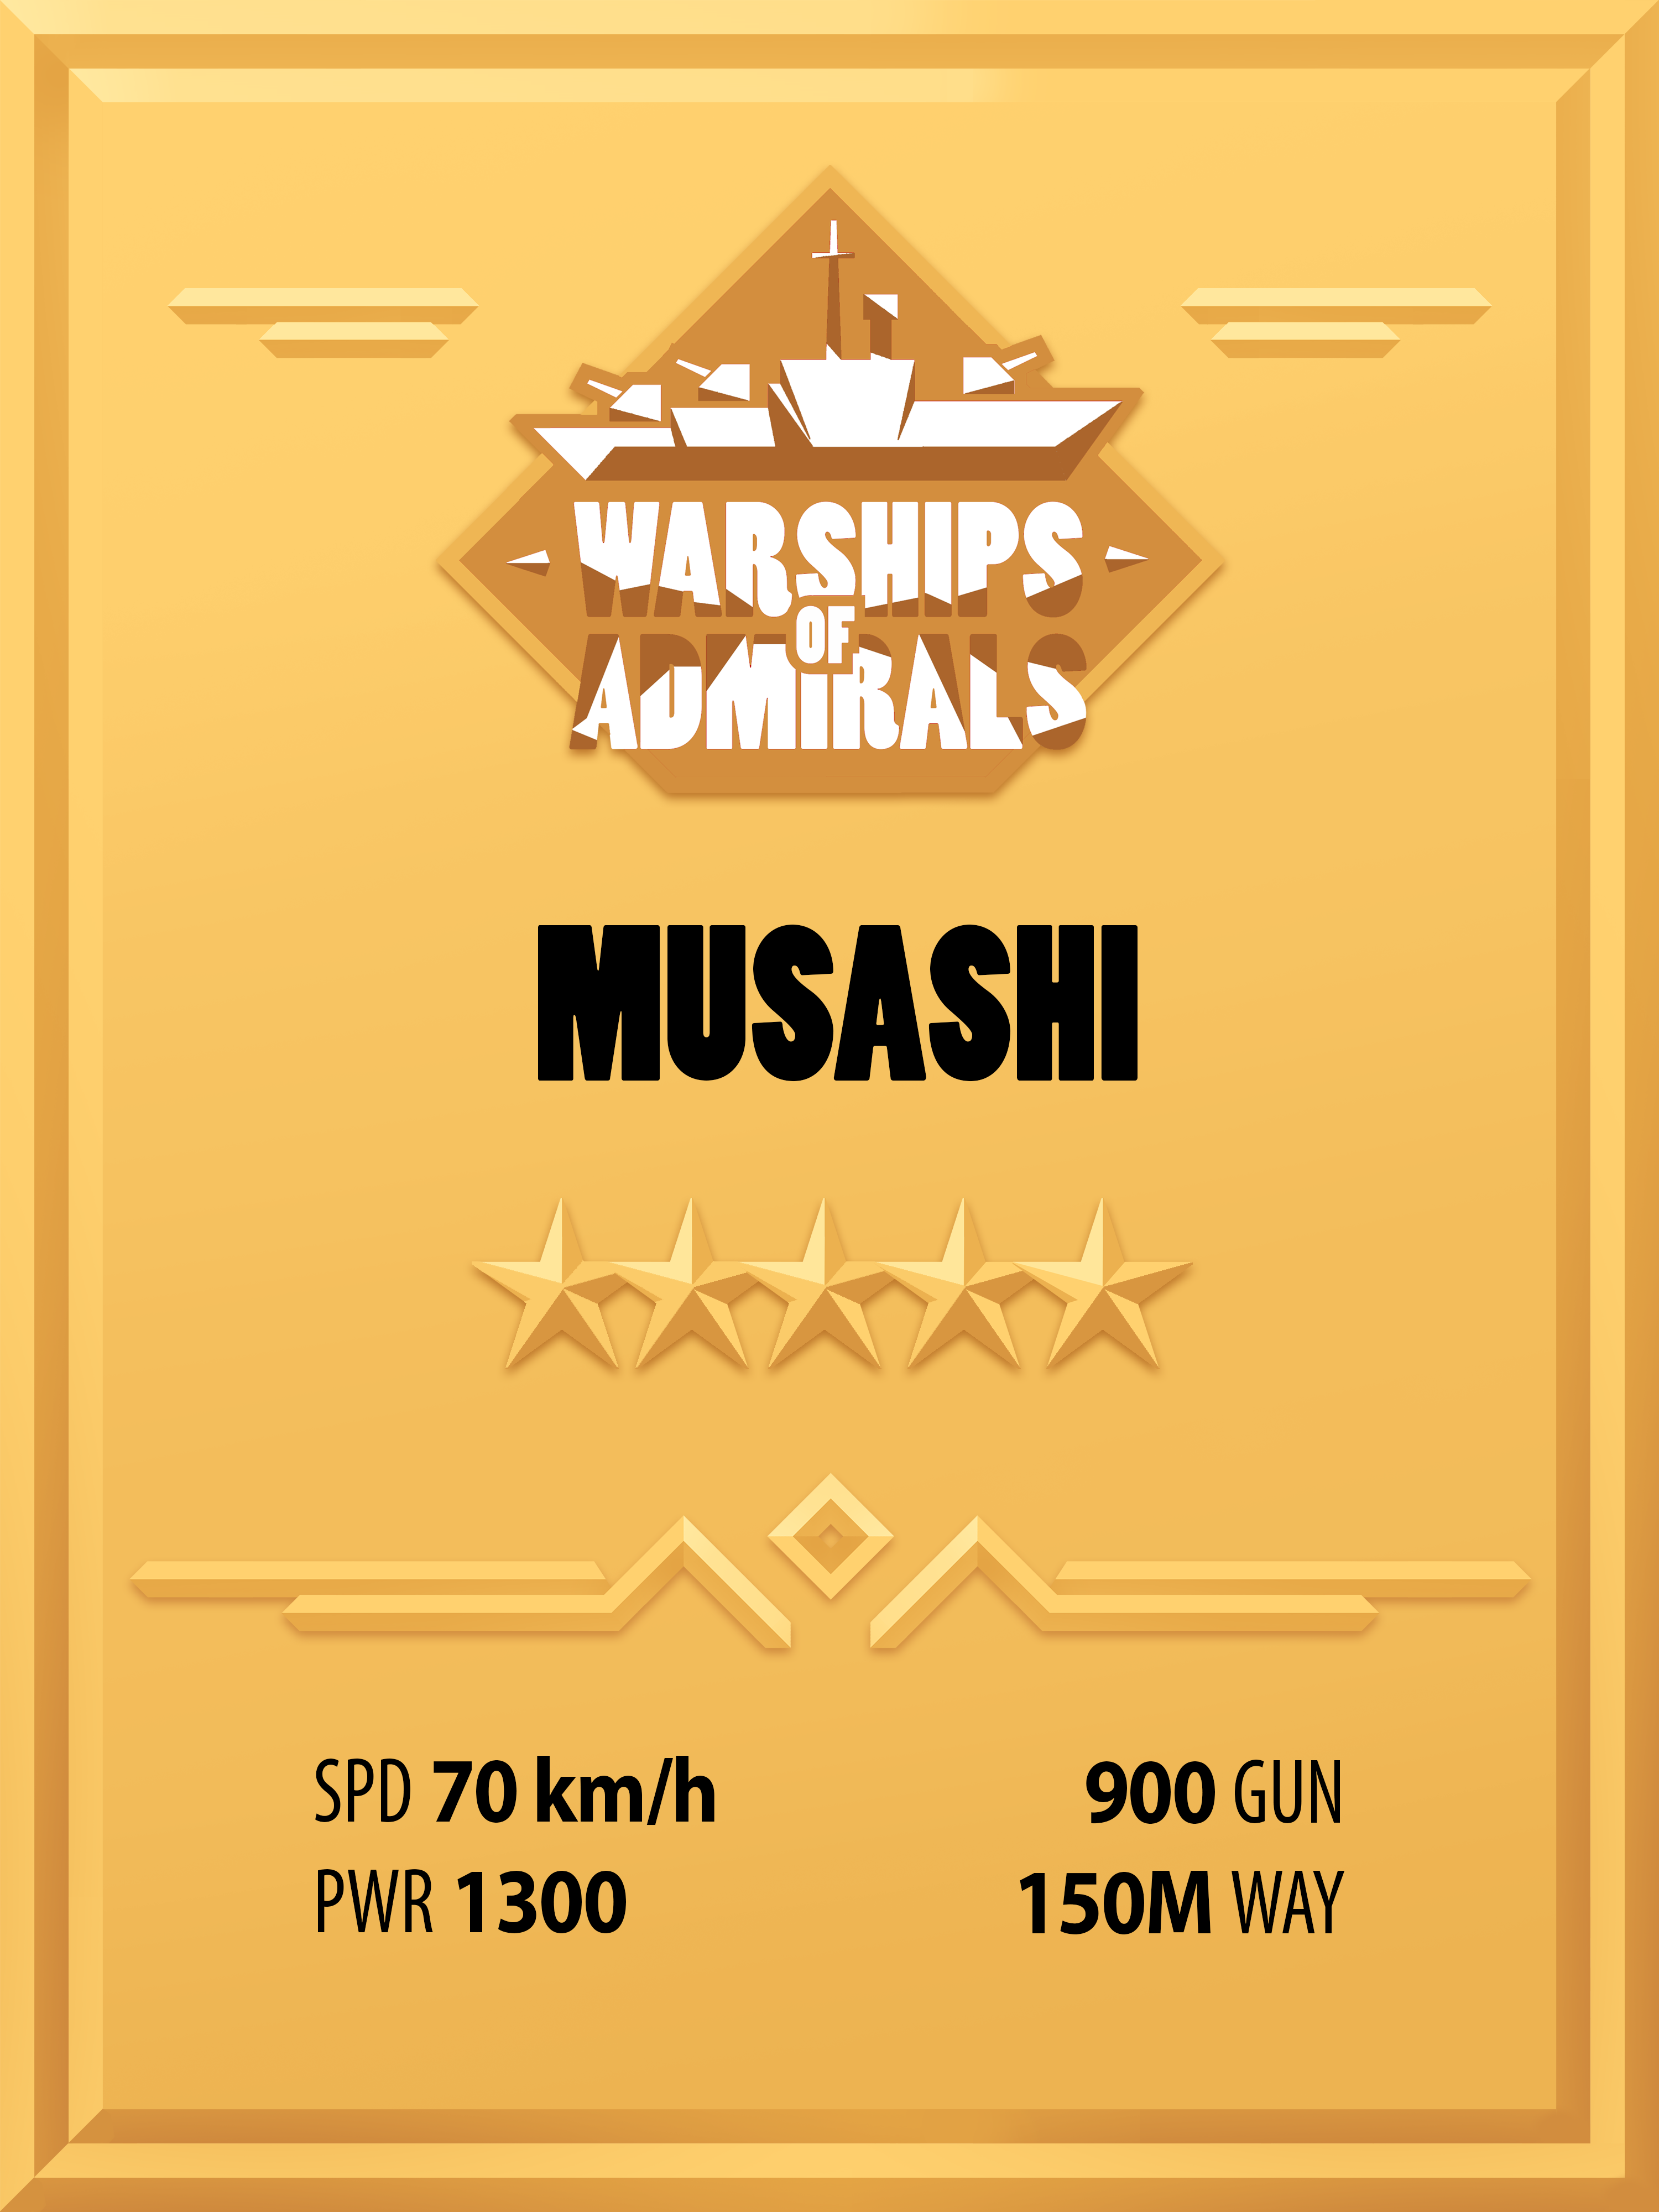 WARSHIPS
OF
ADMIRALS
MUSASHI
SPD 70 km/h
900 GUN
PWR 1300
150M WAY